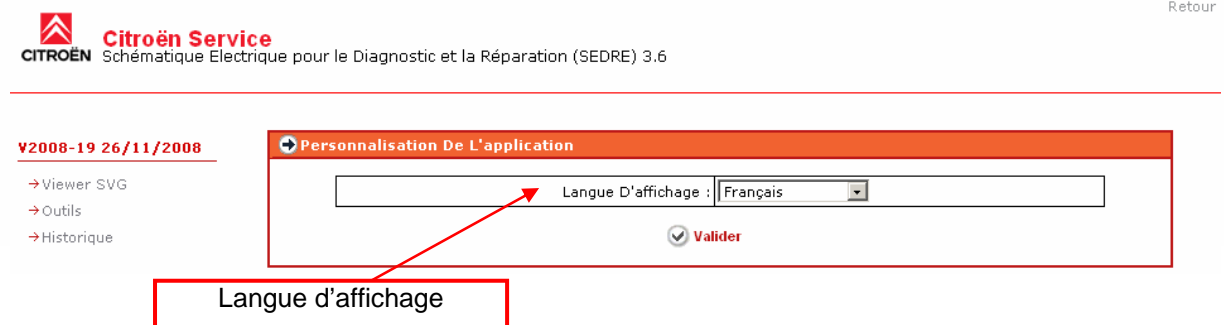 Retour
Citroën Service
CITROËN Schématique Electrique pour le Diagnostic et la Réparation (SEDRE) 3.6
V2008-19 26/11/2008
Personnalisation De L'application
Viewer SVG
Langue D'affichage : Français
Outils
Historique
Valider
Langue d'affichage